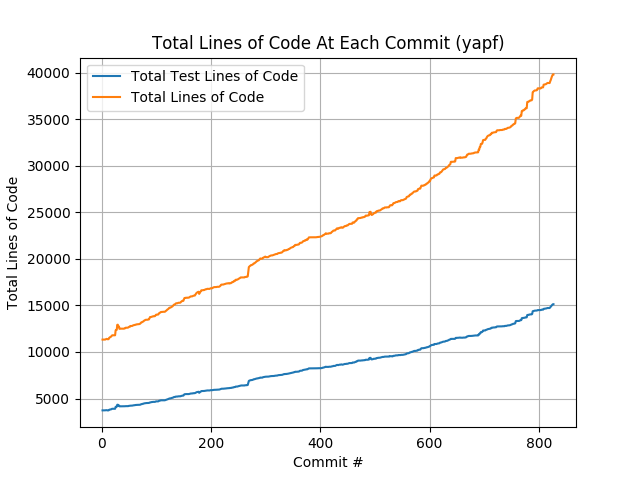 Total Lines of Code At Each Commit (yapf)
Total Test Lines of Code
Total Lines of Code
Total Lines of Code
40000
35000
30000
25000
20000
15000
10000
5000
0 200 400 600 800
Commit #